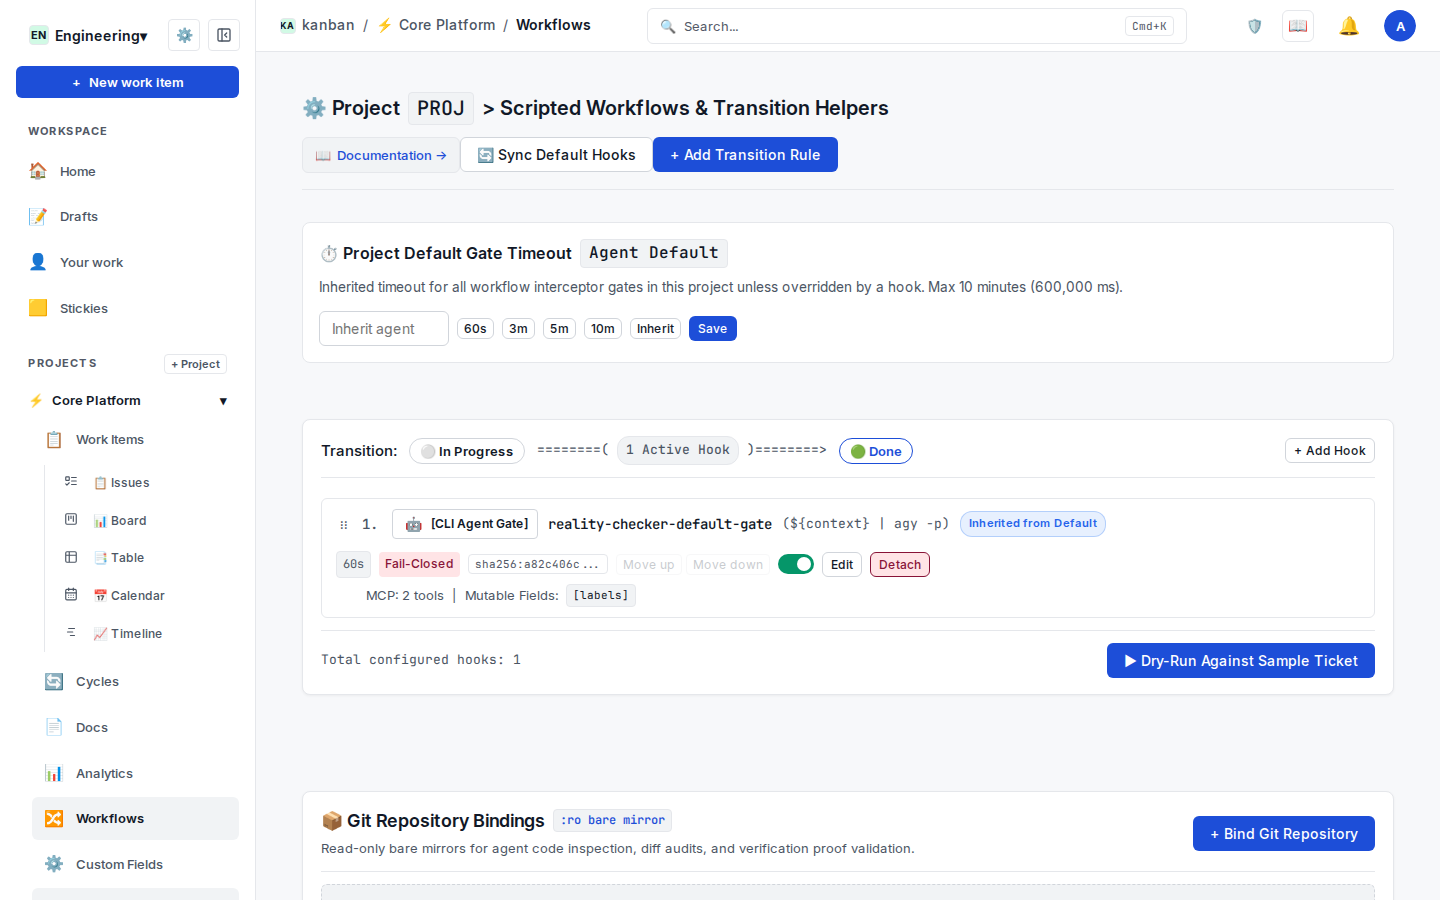 EN Engineering▾
+ New work item
WORKSPACE
Home
Drafts
Your work
Stickies
PROJECTS
+ Project
Core Platform ▾
Work Items
Issues
Board
Table
Calendar
Timeline
Cycles
Docs
Analytics
Workflows
Custom Fields
KA kanban / Core Platform / Workflows
Search...
Cmd+K
A
Project PROJ > Scripted Workflows & Transition Helpers
Documentation →
Sync Default Hooks
+ Add Transition Rule
Project Default Gate Timeout Agent Default
Inherited timeout for all workflow interceptor gates in this project unless overridden by a hook. Max 10 minutes (600,000 ms).
Inherit agent 60s 3m 5m 10m Inherit Save
Transition: In Progress ========( 1 Active Hook )========> Done
+ Add Hook
1. [CLI Agent Gate] reality-checker-default-gate (${context} | agy -p) Inherited from Default
60s Fail-Closed sha256:a82c406c... Move up Move down Edit Detach
MCP: 2 tools | Mutable Fields: [labels]
Total configured hooks: 1
▶ Dry-Run Against Sample Ticket
Git Repository Bindings :ro bare mirror
Read-only bare mirrors for agent code inspection, diff audits, and verification proof validation.
+ Bind Git Repository